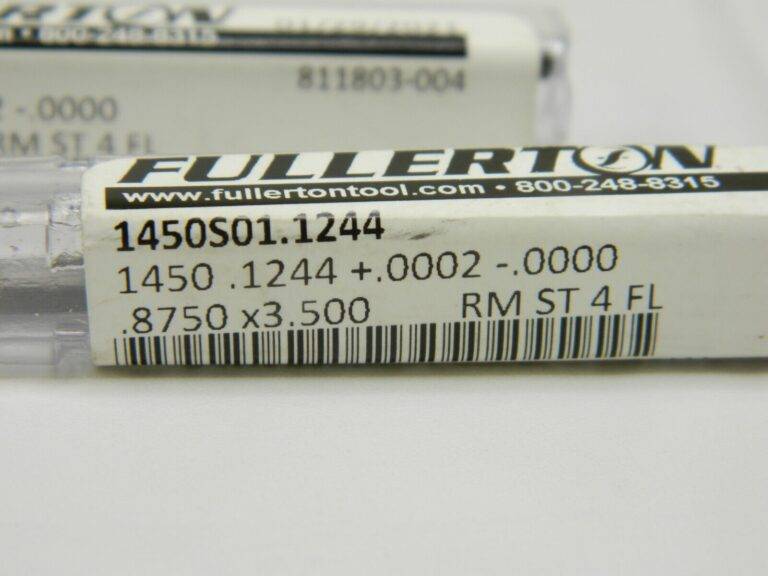 811803-004
-.0000
RM ST 4 FL
FULLERTON
www.fullertontool.com • 800-248-8315
1450S01.1244
1450 .1244 +.0002 -.0000
.8750 x3.500 RM ST 4 FL